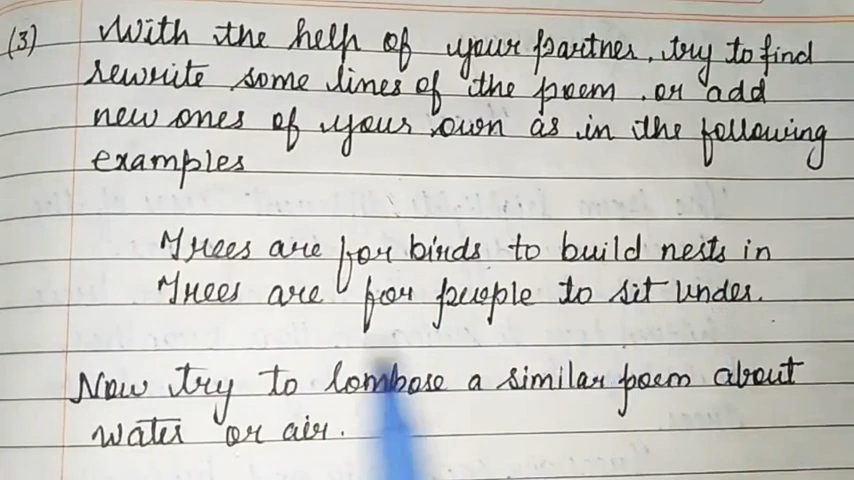 (3) With the help of your partner, try to find
rewrite some lines of the poem. or add
new ones of your own as in the following
examples
Trees are for birds to build nests in
Trees are for people to sit under.
Now try to Combose a similar poem about
water or air.